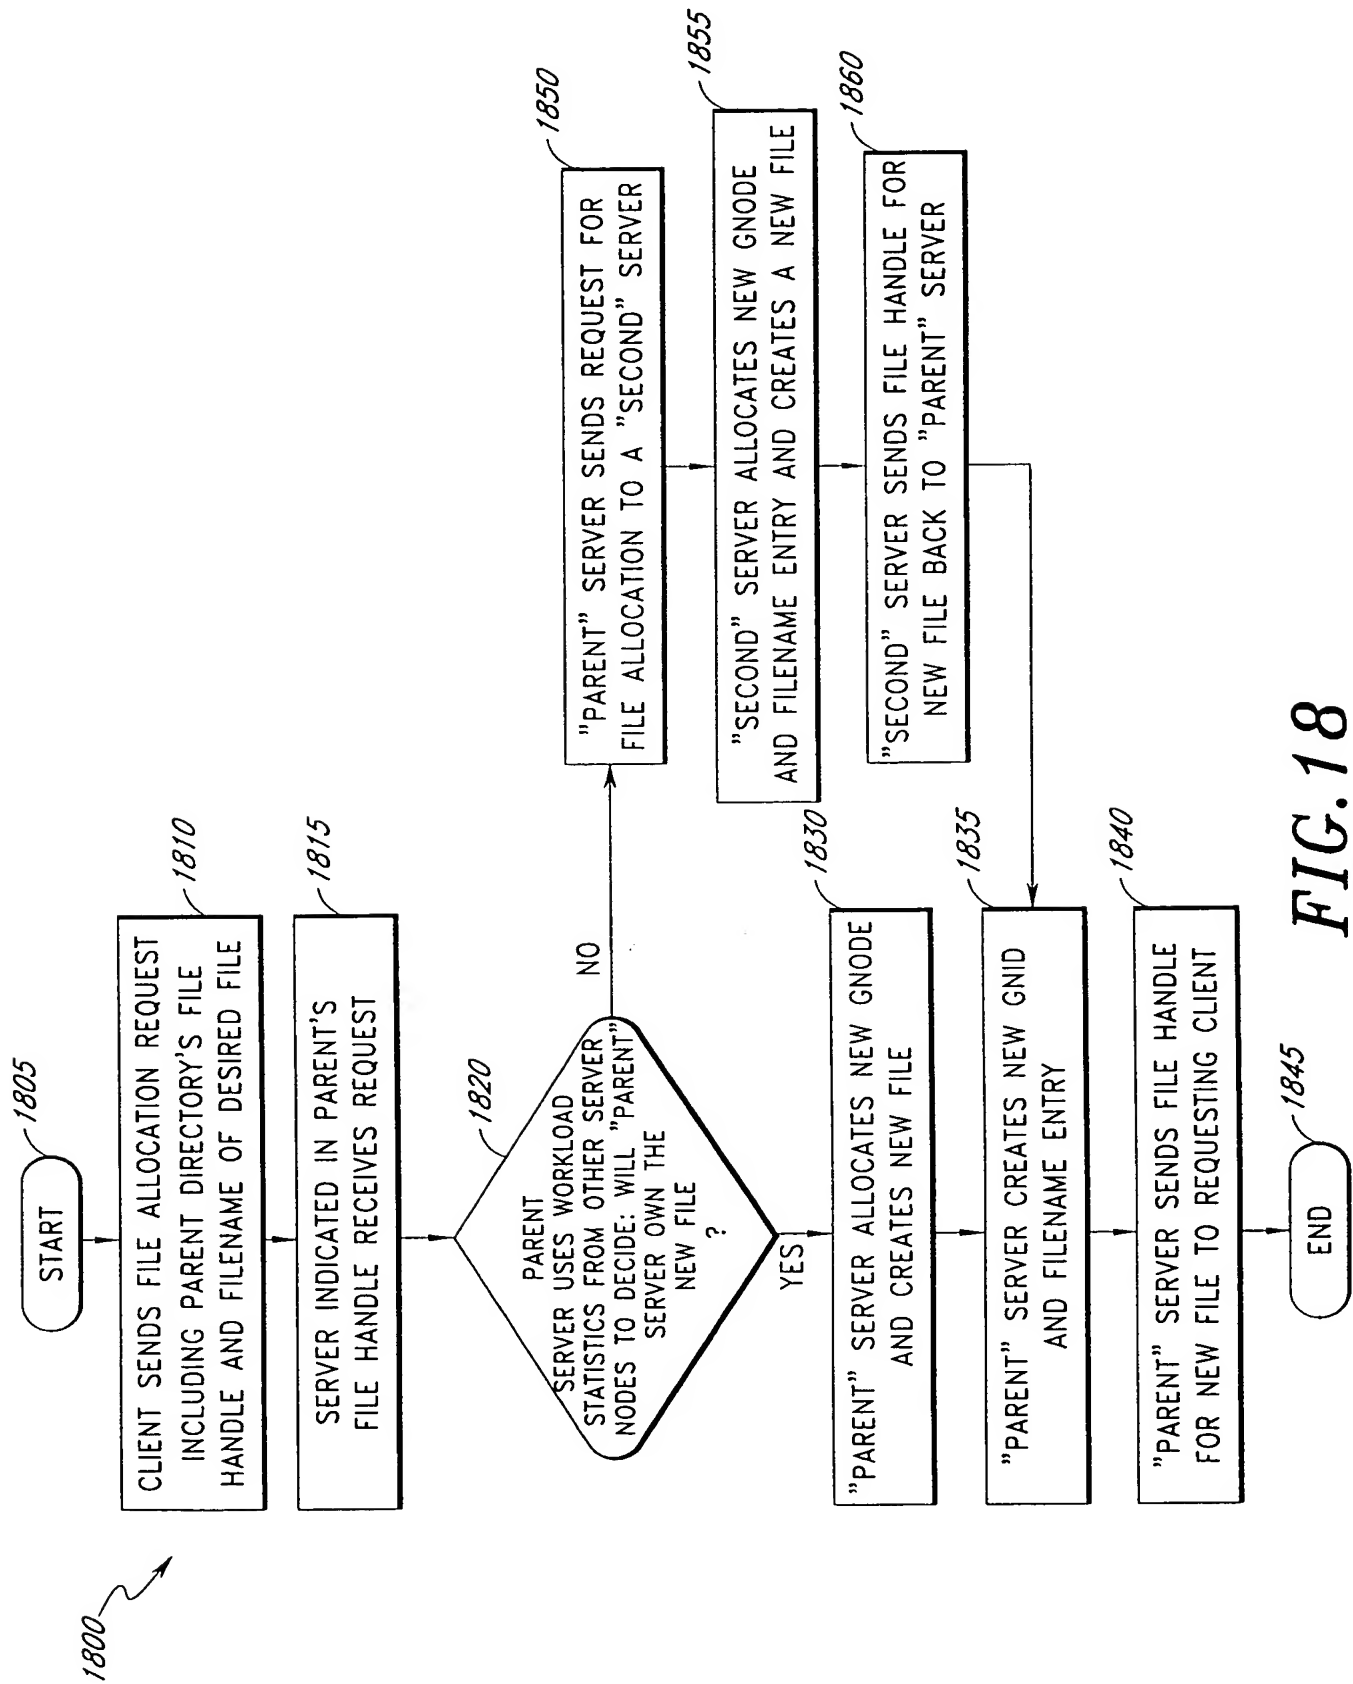 1800
START
1805
CLIENT SENDS FILE ALLOCATION REQUEST
INCLUDING PARENT DIRECTORY'S FILE
HANDLE AND FILENAME OF DESIRED FILE
1810
SERVER INDICATED IN PARENT'S
FILE HANDLE RECEIVES REQUEST
1815
PARENT
SERVER USES WORKLOAD
STATISTICS FROM OTHER SERVER
NODES TO DECIDE: WILL "PARENT"
SERVER OWN THE
NEW FILE
?
1820
NO
YES
"PARENT" SERVER SENDS REQUEST FOR
FILE ALLOCATION TO A "SECOND" SERVER
1850
"SECOND" SERVER ALLOCATES NEW GNODE
AND FILENAME ENTRY AND CREATES A NEW FILE
1855
"SECOND" SERVER SENDS FILE HANDLE FOR
NEW FILE BACK TO "PARENT" SERVER
1860
"PARENT" SERVER ALLOCATES NEW GNODE
AND CREATES NEW FILE
1830
"PARENT" SERVER CREATES NEW GNID
AND FILENAME ENTRY
1835
"PARENT" SERVER SENDS FILE HANDLE
FOR NEW FILE TO REQUESTING CLIENT
1840
END
1845
FIG. 18